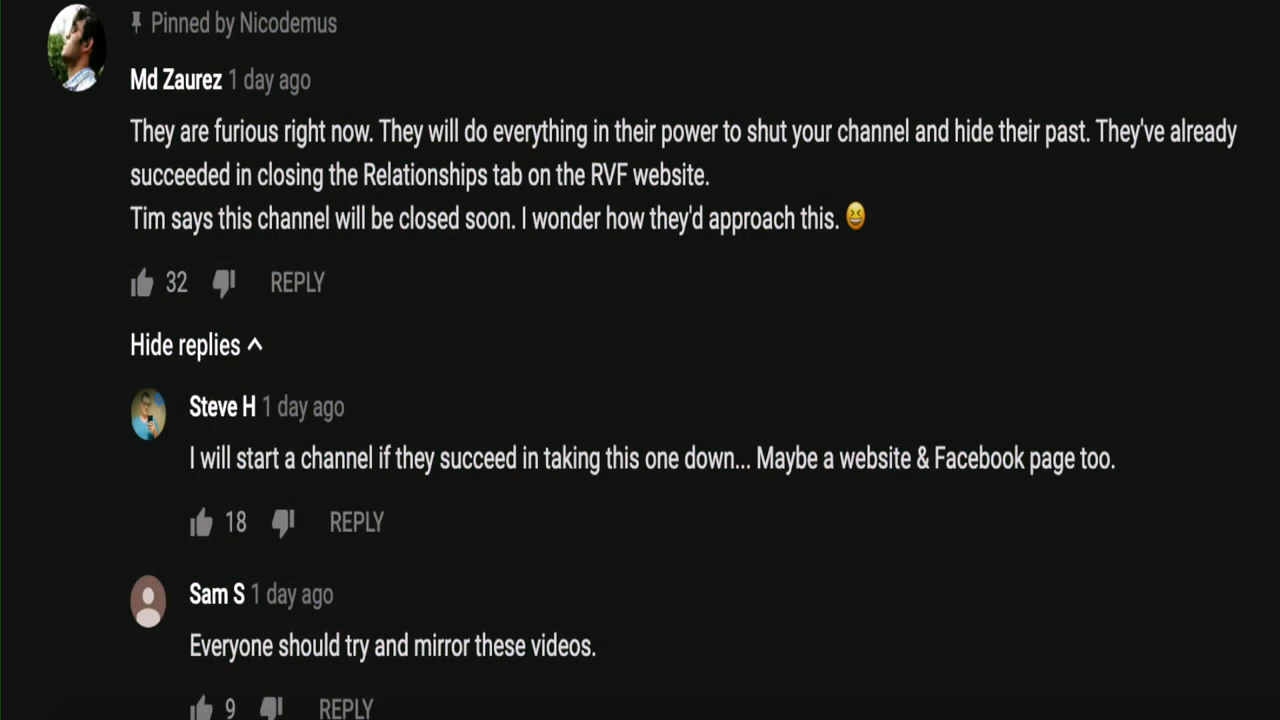 Pinned by Nicodemus
Md Zaurez 1 day ago
They are furious right now. They will do everything in their power to shut your channel and hide their past. They've already
succeeded in closing the Relationships tab on the RVF website.
Tim says this channel will be closed soon. I wonder how they'd approach this. 😆
32 REPLY
Hide replies
Steve H 1 day ago
I will start a channel if they succeed in taking this one down... Maybe a website & Facebook page too.
18 REPLY
Sam S 1 day ago
Everyone should try and mirror these videos.
9 REPLY